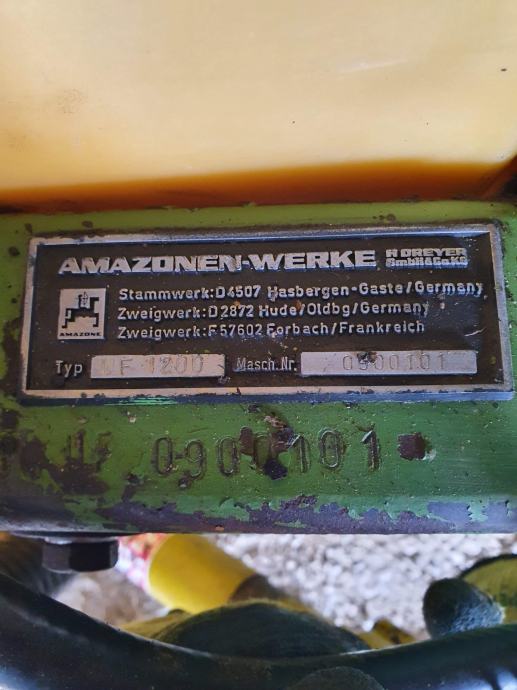 AMAZONEN-WERKE H DREYER
GmbH & Co.KG
Stammwerk:D4507 Hasbergen-Gaste/Germany
Zweigwerk:D2872 Hude/Oldbg/Germany
Zweigwerk:F57602 Forbach/Frankreich
AMAZONE
Typ UF 1200 Masch.Nr. 0900101
0900101